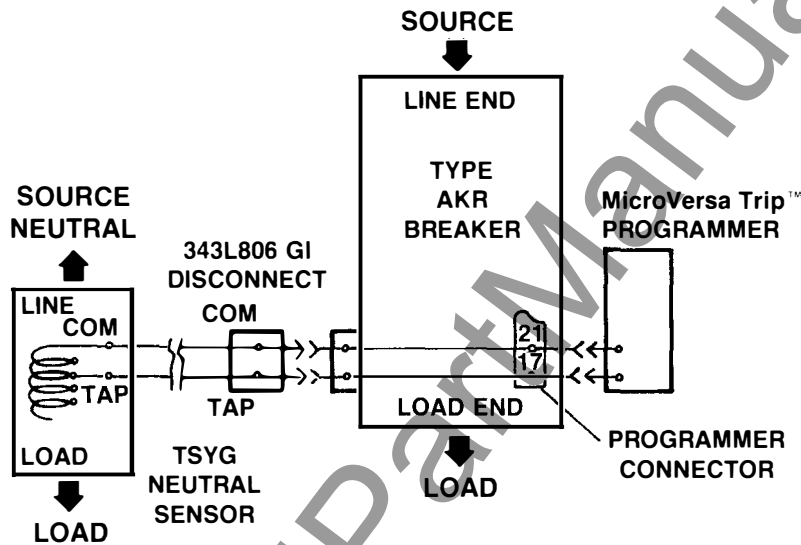 SOURCE
LINE END
TYPE
AKR
BREAKER
MicroVersa Trip™
PROGRAMMER
SOURCE
NEUTRAL
343L806 GI
DISCONNECT
COM
LINE
COM
TAP
LOAD
TSYG
NEUTRAL
SENSOR
TAP
21
17
LOAD END
PROGRAMMER
CONNECTOR
LOAD
LOAD
PartManua